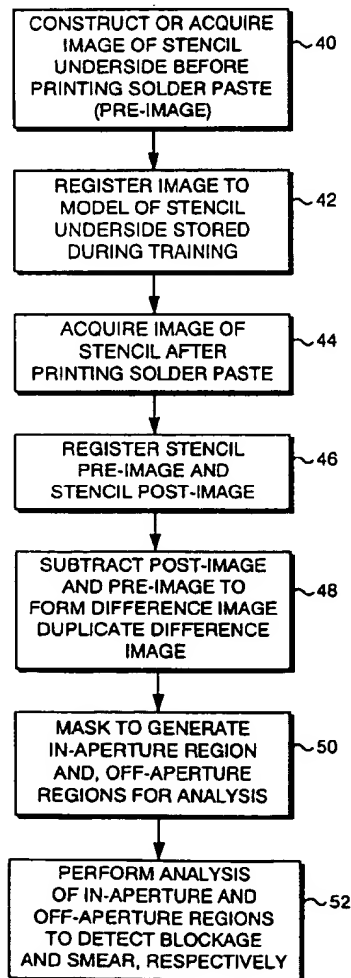 CONSTRUCT OR ACQUIRE
IMAGE OF STENCIL
UNDERSIDE BEFORE
PRINTING SOLDER PASTE
(PRE-IMAGE)
40
REGISTER IMAGE TO
MODEL OF STENCIL
UNDERSIDE STORED
DURING TRAINING
42
ACQUIRE IMAGE OF
STENCIL AFTER
PRINTING SOLDER PASTE
44
REGISTER STENCIL
PRE-IMAGE AND
STENCIL POST-IMAGE
46
SUBTRACT POST-IMAGE
AND PRE-IMAGE TO
FORM DIFFERENCE IMAGE
DUPLICATE DIFFERENCE
IMAGE
48
MASK TO GENERATE
IN-APERTURE REGION
AND, OFF-APERTURE
REGIONS FOR ANALYSIS
50
PERFORM ANALYSIS
OF IN-APERTURE AND
OFF-APERTURE REGIONS
TO DETECT BLOCKAGE
AND SMEAR, RESPECTIVELY
52